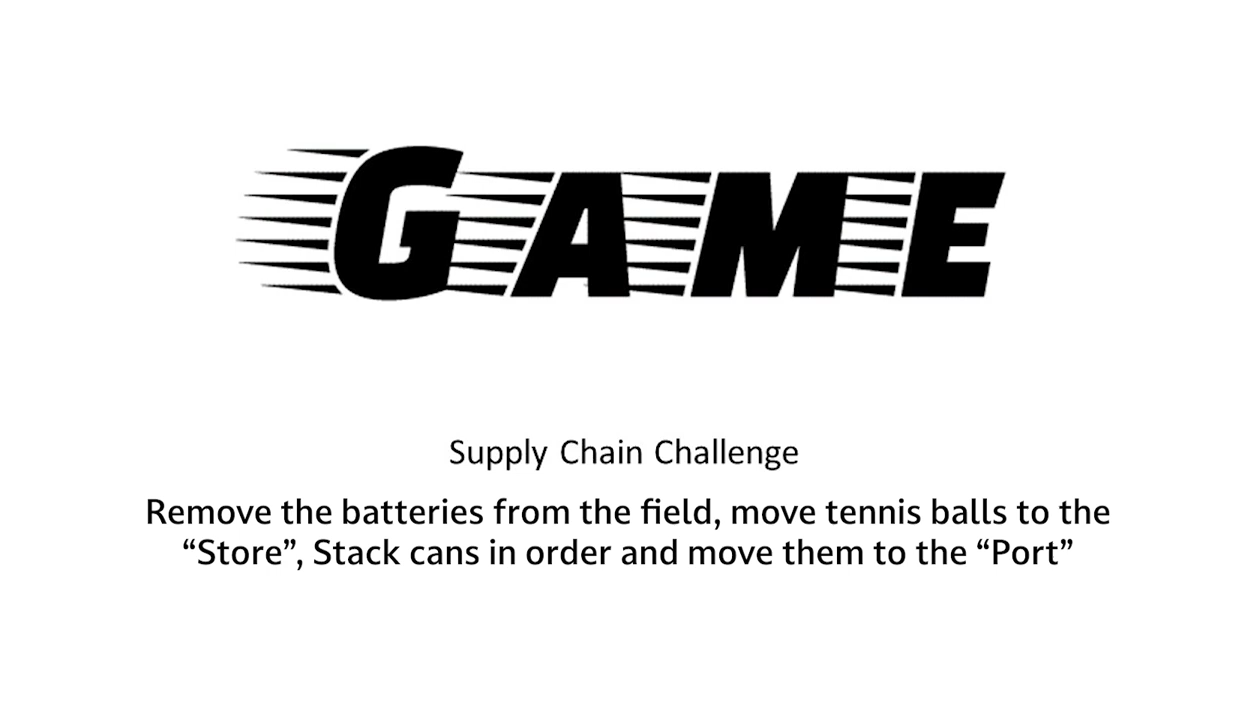 GAME
Supply Chain Challenge
Remove the batteries from the field, move tennis balls to the
“Store”, Stack cans in order and move them to the “Port”